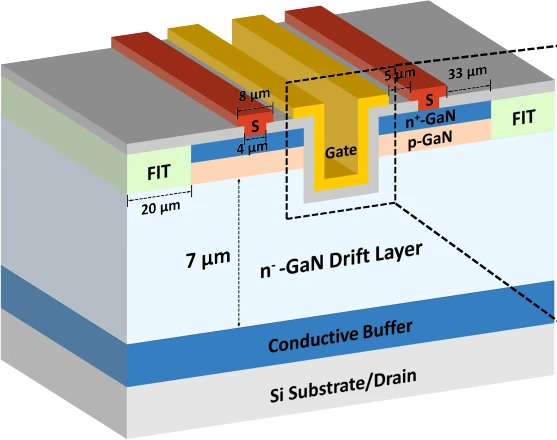 8 μm
5 μm
33 μm
S
S
4 μm
n⁺-GaN
p-GaN
FIT
FIT
Gate
20 μm
7 μm
n⁻-GaN Drift Layer
Conductive Buffer
Si Substrate/Drain